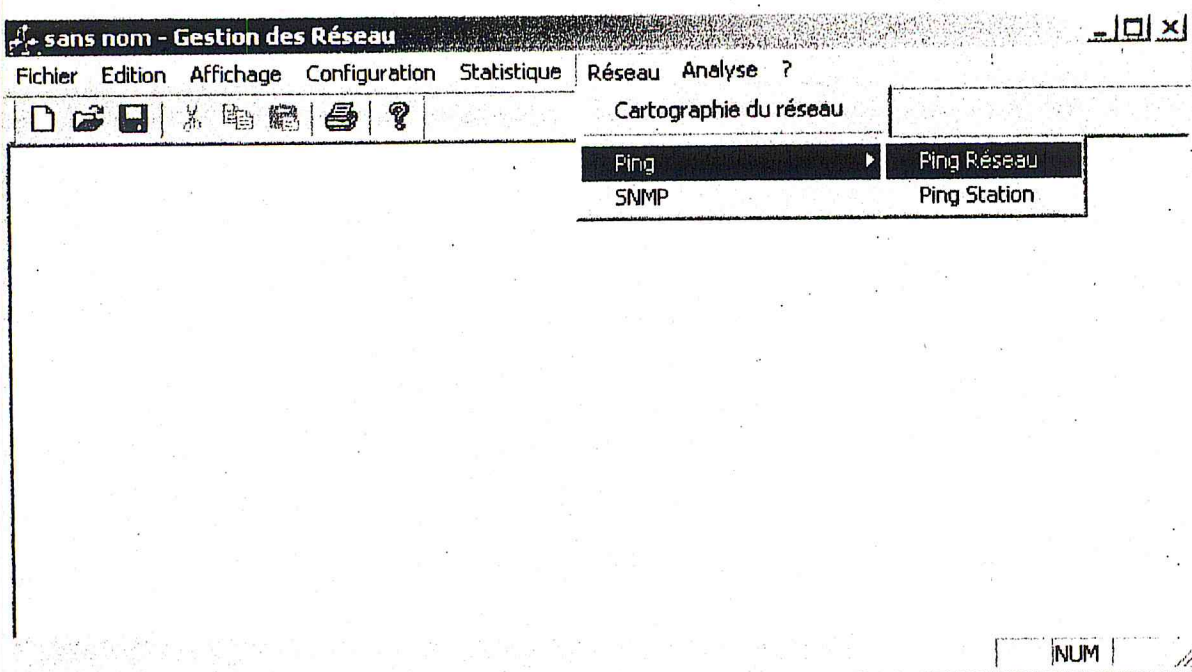 sans nom - Gestion des Réseau
Fichier Edition Affichage Configuration Statistique Réseau Analyse ?
Cartographie du réseau
Ping Ping Réseau
SNMP Ping Station
NUM